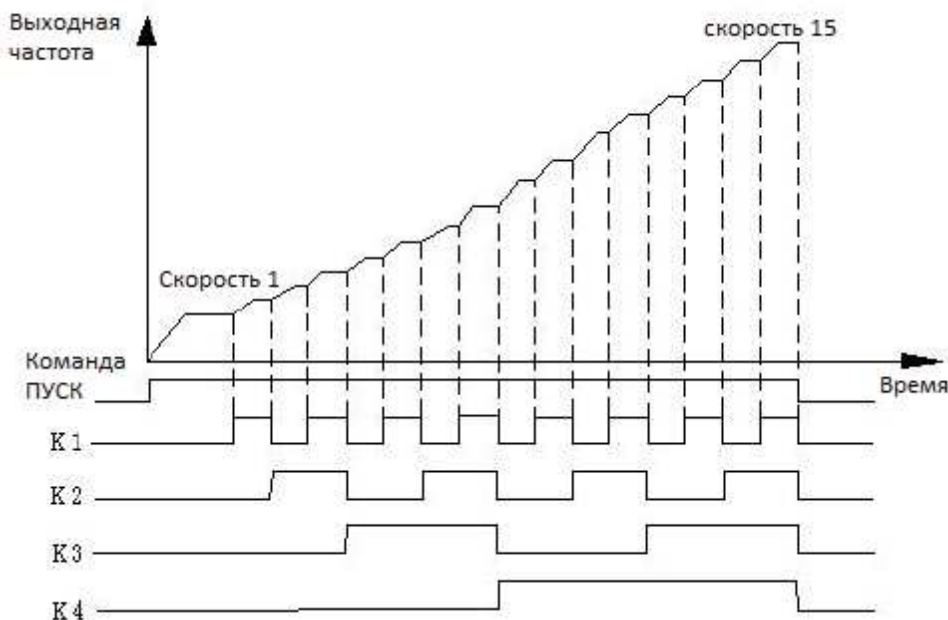 Выходная
частота
скорость 15
Скорость 1
Команда
ПУСК
Время
K1
K2
K3
K4